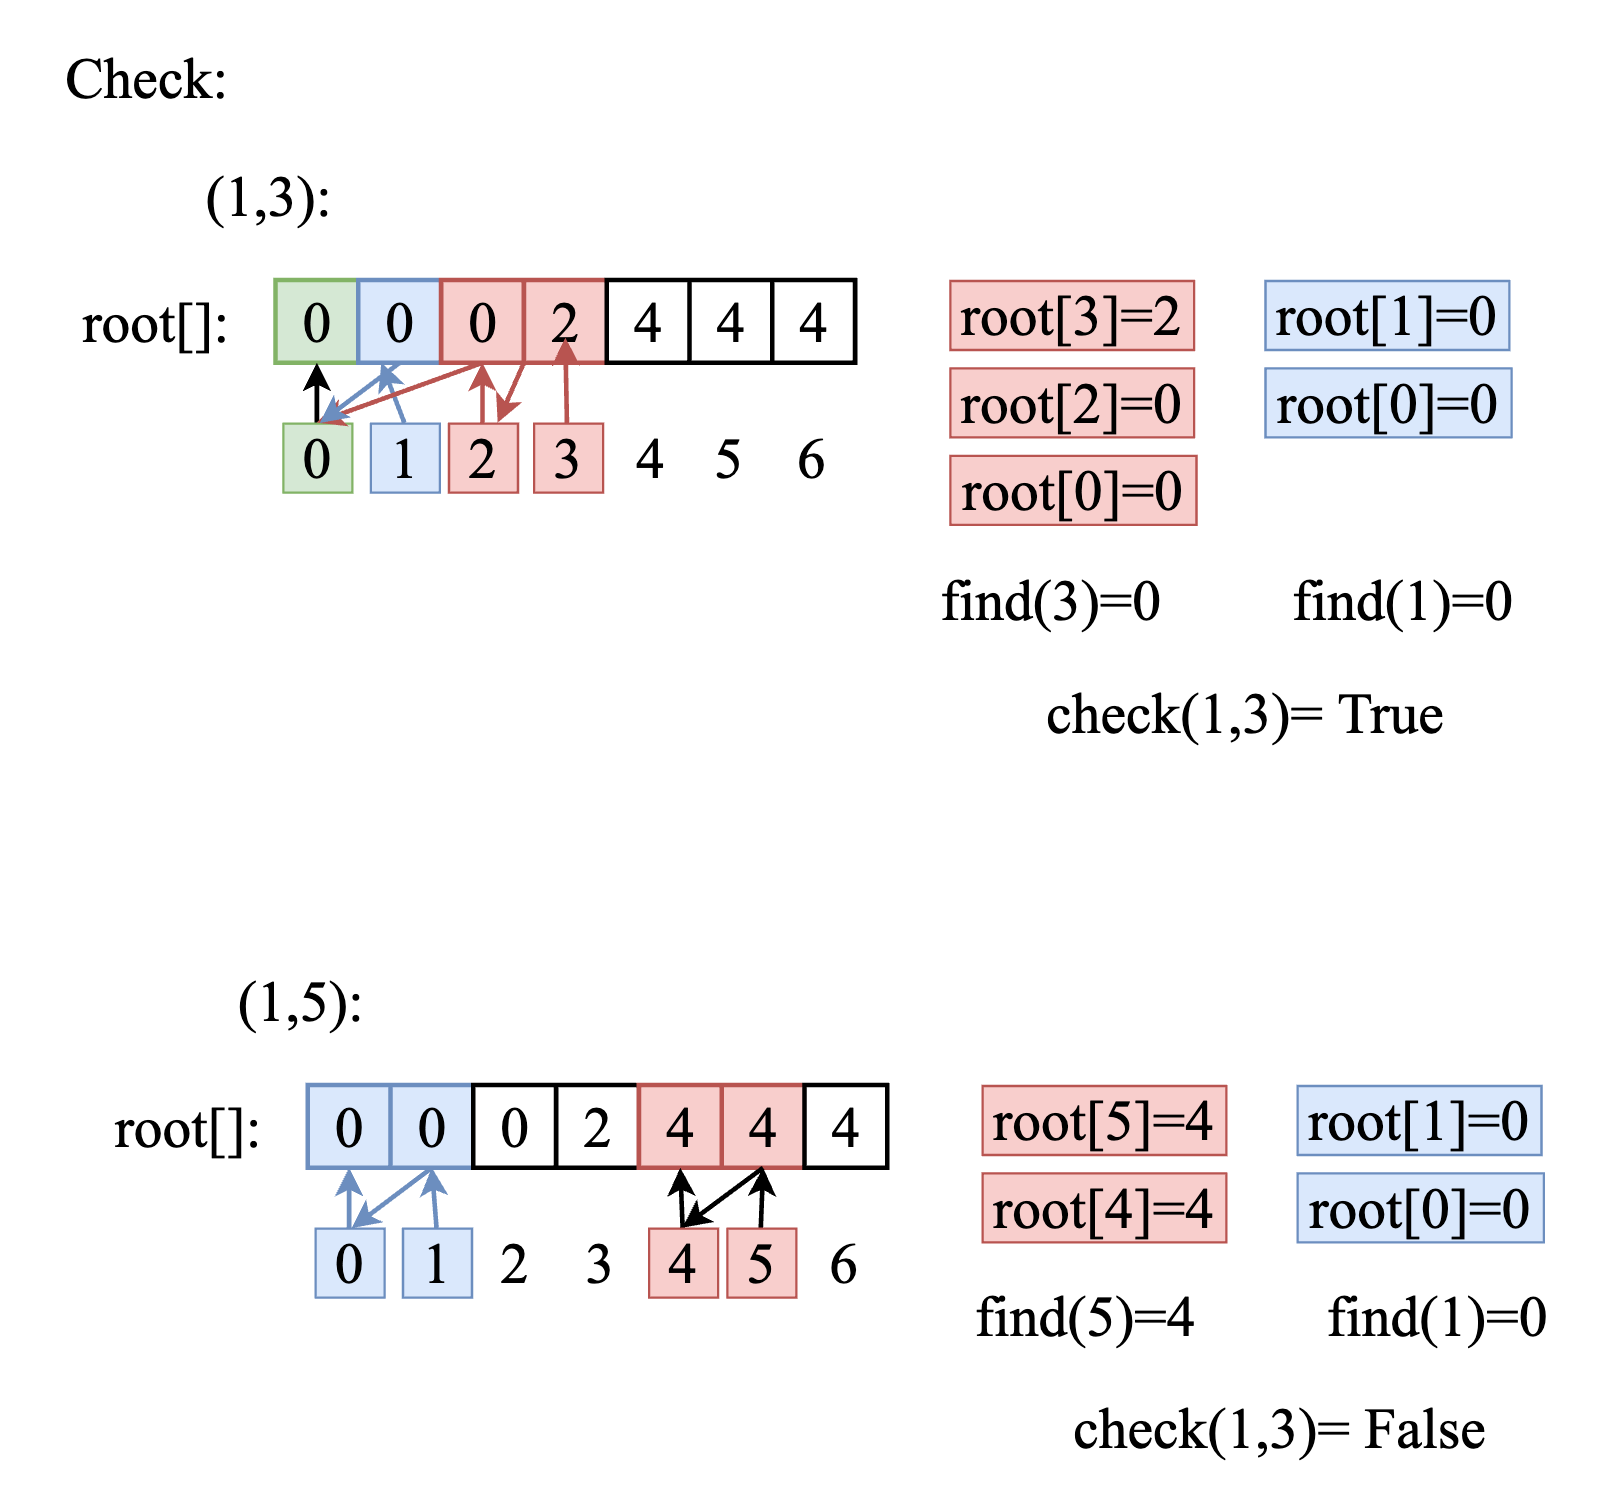 Check:
(1,3):
root[]: 0 0 0 2 4 4 4
0 1 2 3 4 5 6
root[3]=2 root[1]=0
root[2]=0 root[0]=0
root[0]=0
find(3)=0 find(1)=0
check(1,3)= True
(1,5):
root[]: 0 0 0 2 4 4 4
0 1 2 3 4 5 6
root[5]=4 root[1]=0
root[4]=4 root[0]=0
find(5)=4 find(1)=0
check(1,3)= False